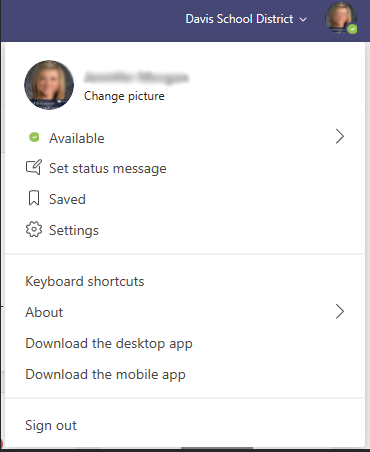 Davis School District
Change picture
Available
Set status message
Saved
Settings
Keyboard shortcuts
About
Download the desktop app
Download the mobile app
Sign out